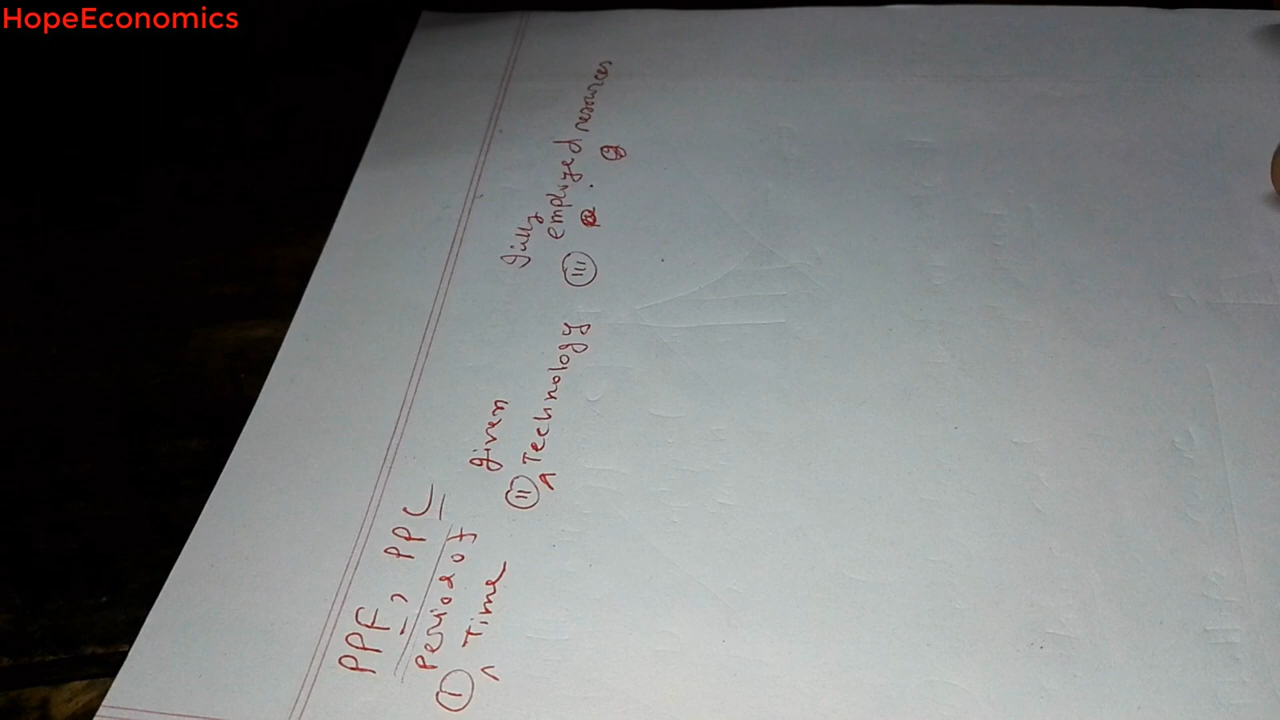 HopeEconomics
PPF, PPC
Period of given fully
(I) ^ Time (II) ^ Technology (III) employed resources